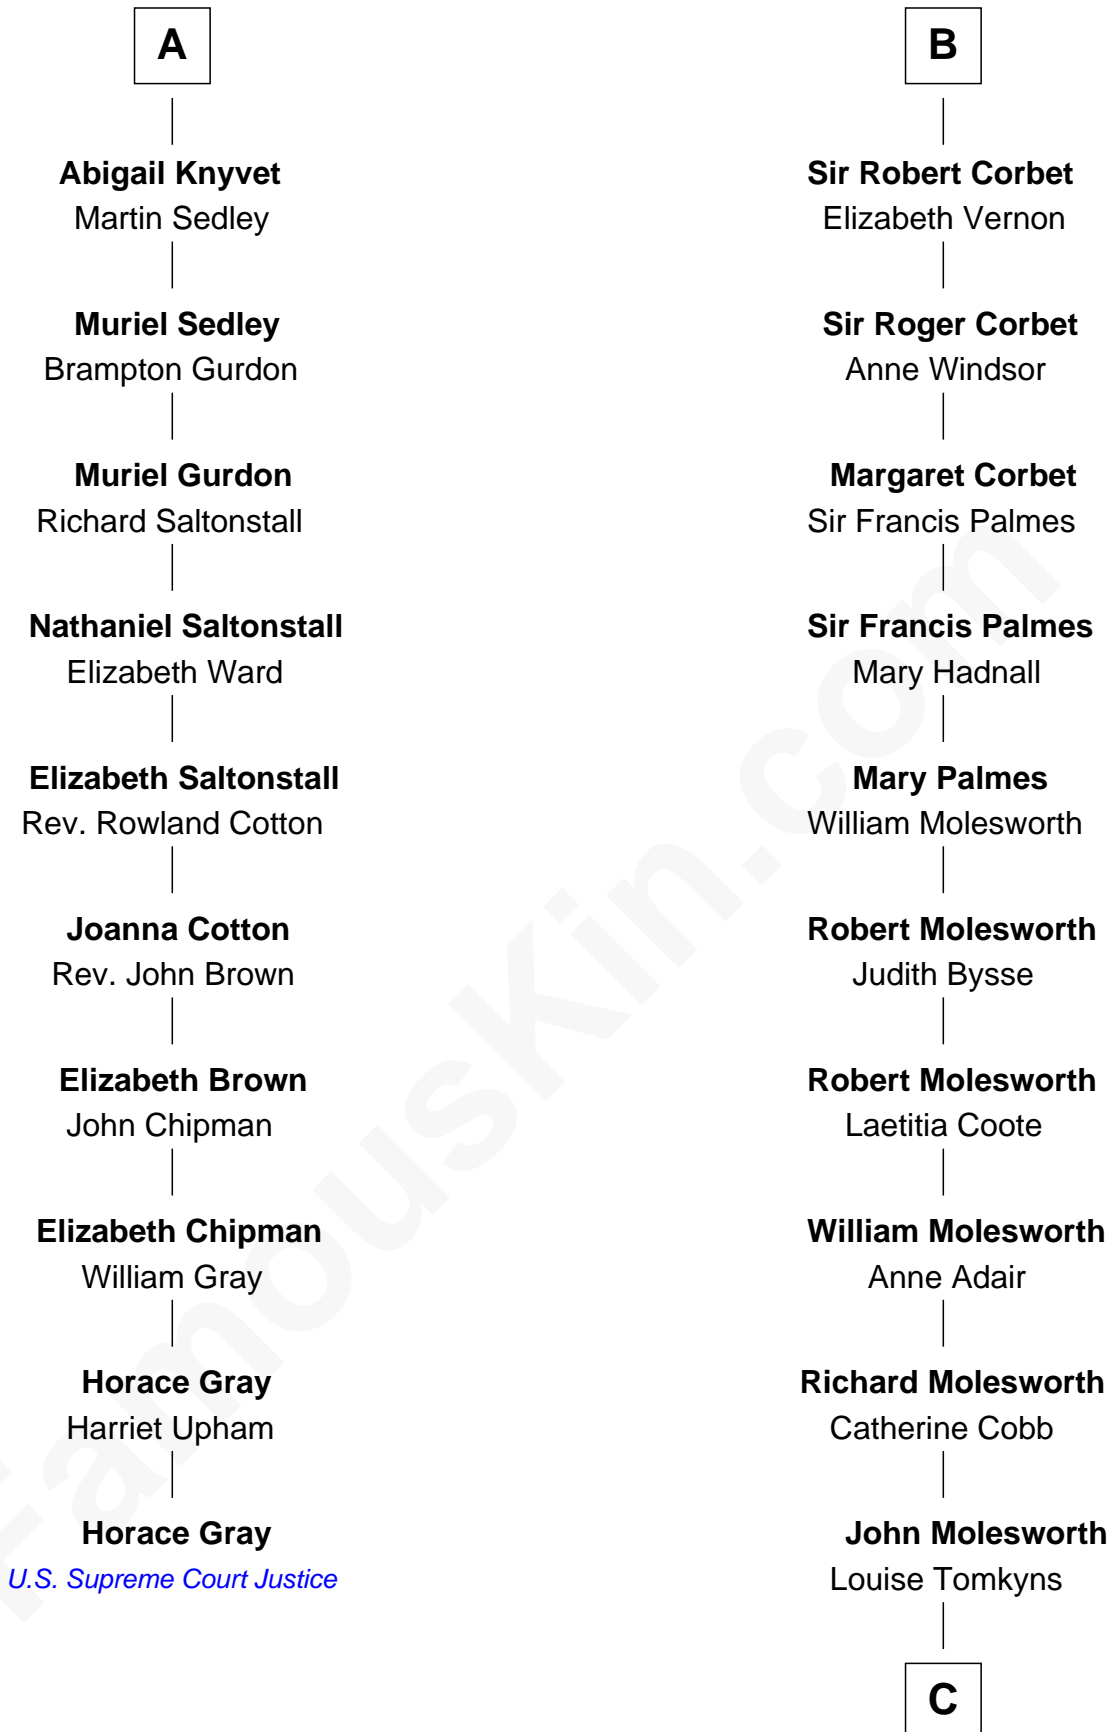 A
Abigail Knyvet
Martin Sedley
Muriel Sedley
Brampton Gurdon
Muriel Gurdon
Richard Saltonstall
Nathaniel Saltonstall
Elizabeth Ward
Elizabeth Saltonstall
Rev. Rowland Cotton
Joanna Cotton
Rev. John Brown
Elizabeth Brown
John Chipman
Elizabeth Chipman
William Gray
Horace Gray
Harriet Upham
Horace Gray
U.S. Supreme Court Justice
B
Sir Robert Corbet
Elizabeth Vernon
Sir Roger Corbet
Anne Windsor
Margaret Corbet
Sir Francis Palmes
Sir Francis Palmes
Mary Hadnall
Mary Palmes
William Molesworth
Robert Molesworth
Judith Bysse
Robert Molesworth
Laetitia Coote
William Molesworth
Anne Adair
Richard Molesworth
Catherine Cobb
John Molesworth
Louise Tomkyns
C
FamousKin.com